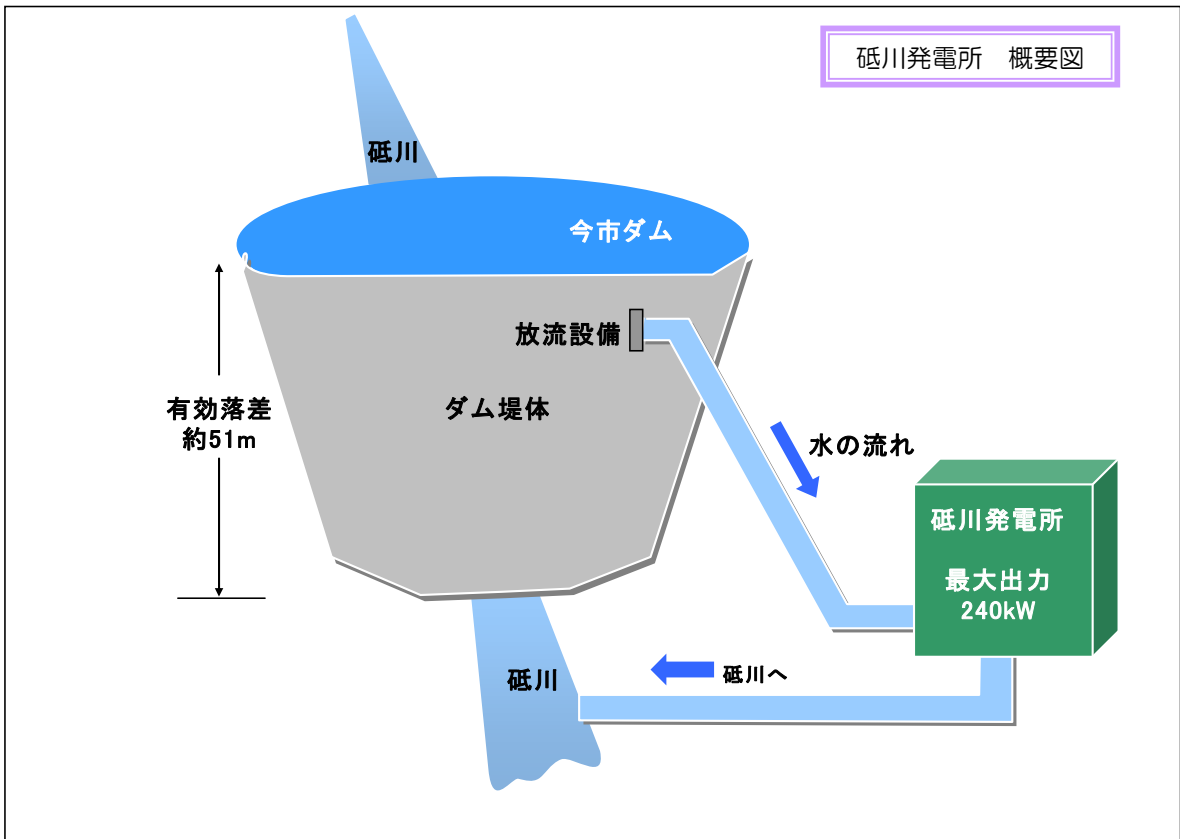 砥川発電所　概要図
砥川
今市ダム
放流設備
有効落差
約51m
ダム堤体
水の流れ
砥川発電所
最大出力
240kW
砥川
砥川へ